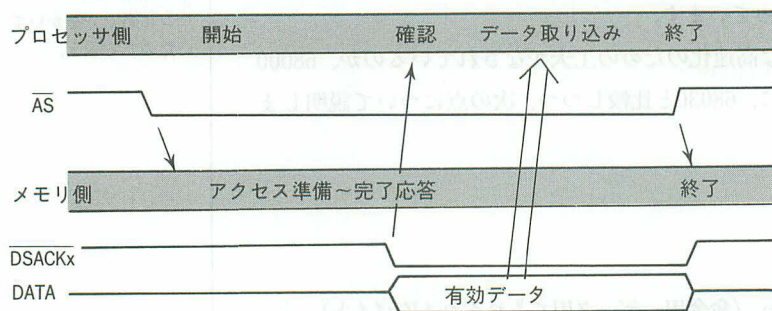 プロセッサ側 開始 確認 データ取り込み 終了
AS
メモリ側 アクセス準備~完了応答 終了
DSACKx
DATA 有効データ